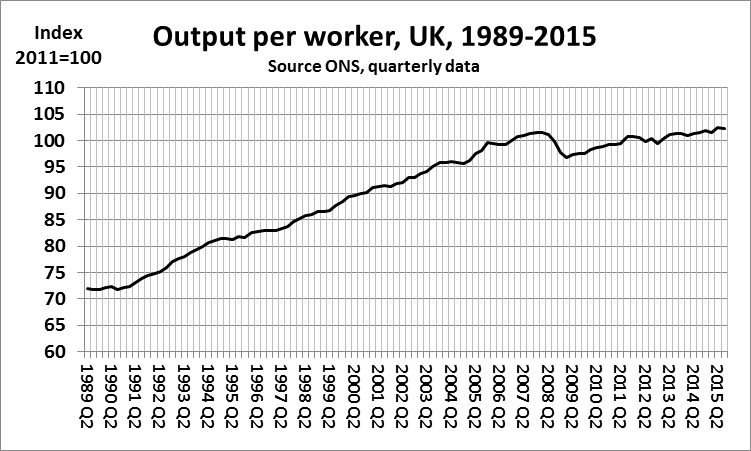 Index
2011=100
Output per worker, UK, 1989-2015
Source ONS, quarterly data
110
105
100
95
90
85
80
75
70
65
60
1989 Q2
1990 Q2
1991 Q2
1992 Q2
1993 Q2
1994 Q2
1995 Q2
1996 Q2
1997 Q2
1998 Q2
1999 Q2
2000 Q2
2001 Q2
2002 Q2
2003 Q2
2004 Q2
2005 Q2
2006 Q2
2007 Q2
2008 Q2
2009 Q2
2010 Q2
2011 Q2
2012 Q2
2013 Q2
2014 Q2
2015 Q2